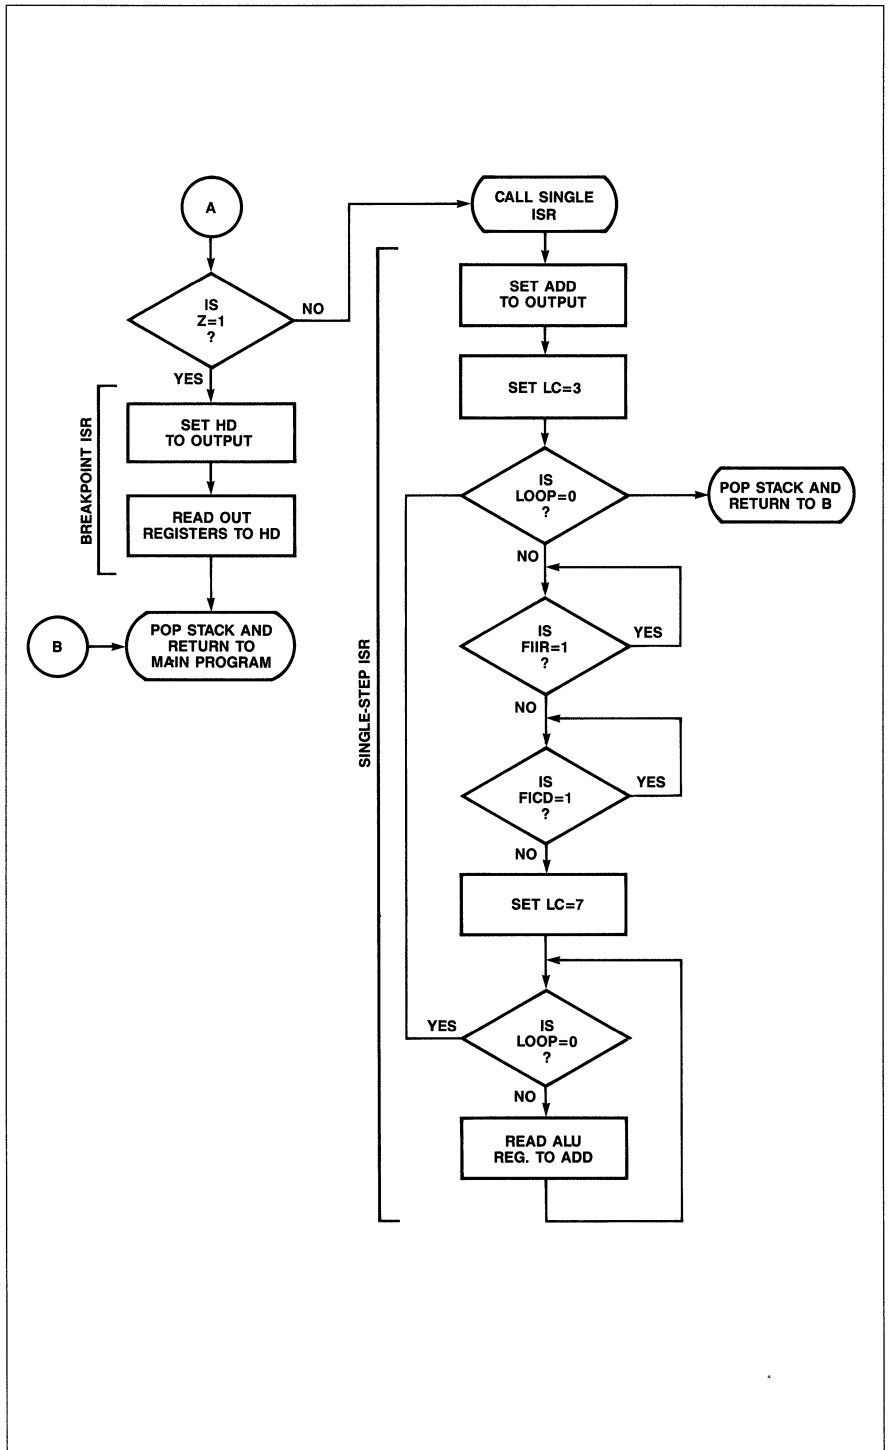 A
IS
Z=1
?
NO
YES
BREAKPOINT ISR
SET HD
TO OUTPUT
READ OUT
REGISTERS TO HD
B
POP STACK AND
RETURN TO
MAIN PROGRAM
CALL SINGLE
ISR
SINGLE-STEP ISR
SET ADD
TO OUTPUT
SET LC=3
IS
LOOP=0
?
POP STACK AND
RETURN TO B
NO
IS
FIIR=1
?
YES
NO
IS
FICD=1
?
YES
NO
SET LC=7
YES
IS
LOOP=0
?
NO
READ ALU
REG. TO ADD